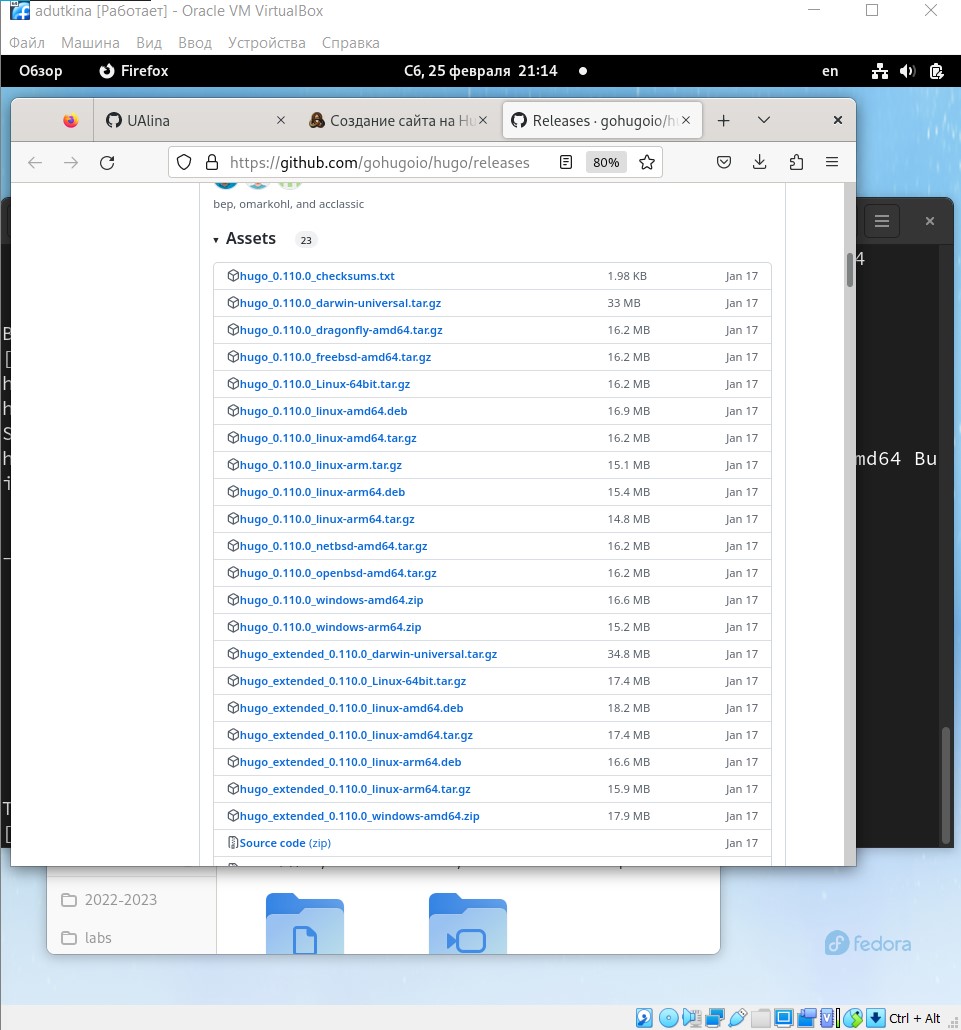 adutkina [Работает] - Oracle VM VirtualBox
Файл Машина Вид Ввод Устройства Справка
Обзор Firefox Сб, 25 февраля 21:14 en
UAlina Создание сайта на Hu Releases · gohugoio/hu
https://github.com/gohugoio/hugo/releases 80%
bep, omarkohl, and acclassic
Assets 23
hugo_0.110.0_checksums.txt 1.98 KB Jan 17
hugo_0.110.0_darwin-universal.tar.gz 33 MB Jan 17
hugo_0.110.0_dragonfly-amd64.tar.gz 16.2 MB Jan 17
hugo_0.110.0_freebsd-amd64.tar.gz 16.2 MB Jan 17
hugo_0.110.0_Linux-64bit.tar.gz 16.2 MB Jan 17
hugo_0.110.0_linux-amd64.deb 16.9 MB Jan 17
hugo_0.110.0_linux-amd64.tar.gz 16.2 MB Jan 17
hugo_0.110.0_linux-arm.tar.gz 15.1 MB Jan 17
hugo_0.110.0_linux-arm64.deb 15.4 MB Jan 17
hugo_0.110.0_linux-arm64.tar.gz 14.8 MB Jan 17
hugo_0.110.0_netbsd-amd64.tar.gz 16.2 MB Jan 17
hugo_0.110.0_openbsd-amd64.tar.gz 16.2 MB Jan 17
hugo_0.110.0_windows-amd64.zip 16.6 MB Jan 17
hugo_0.110.0_windows-arm64.zip 15.2 MB Jan 17
hugo_extended_0.110.0_darwin-universal.tar.gz 34.8 MB Jan 17
hugo_extended_0.110.0_Linux-64bit.tar.gz 17.4 MB Jan 17
hugo_extended_0.110.0_linux-amd64.deb 18.2 MB Jan 17
hugo_extended_0.110.0_linux-amd64.tar.gz 17.4 MB Jan 17
hugo_extended_0.110.0_linux-arm64.deb 16.6 MB Jan 17
hugo_extended_0.110.0_linux-arm64.tar.gz 15.9 MB Jan 17
hugo_extended_0.110.0_windows-amd64.zip 17.9 MB Jan 17
Source code (zip) Jan 17
4
md64 Bu
2022-2023
labs
fedora
Ctrl + Alt